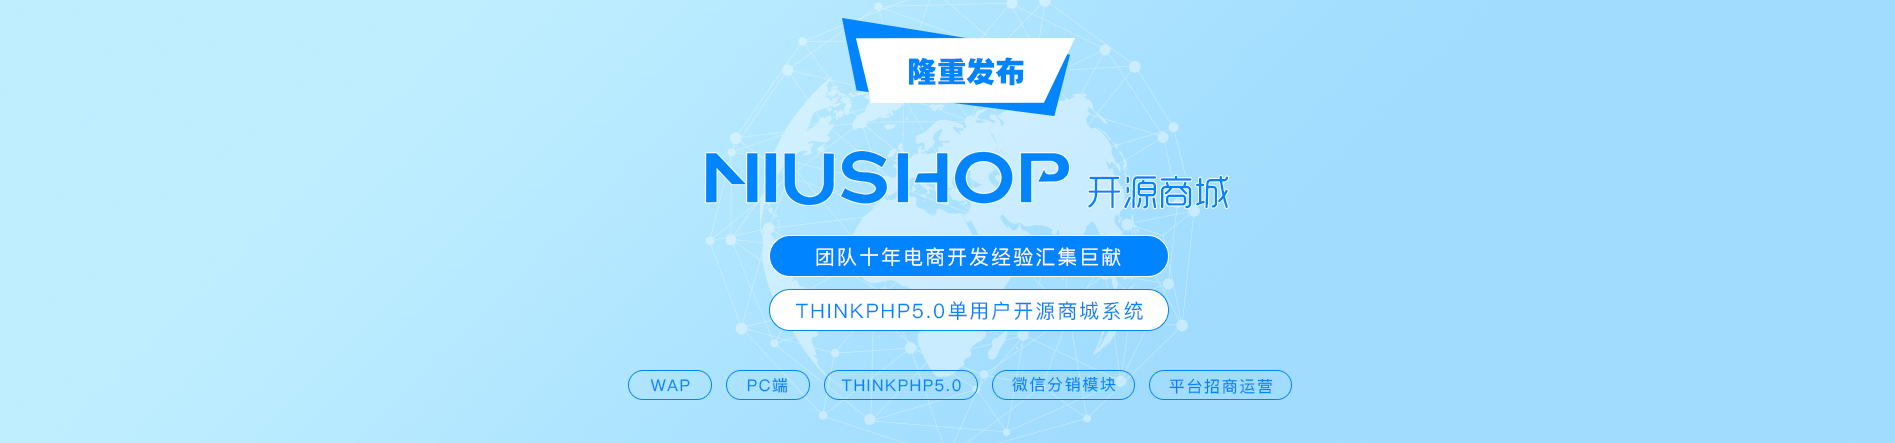 隆重发布
NIUSHOP 开源商城
团队十年电商开发经验汇集巨献
THINKPHP5.0单用户开源商城系统
WAP PC端 THINKPHP5.0 微信分销模块 平台招商运营